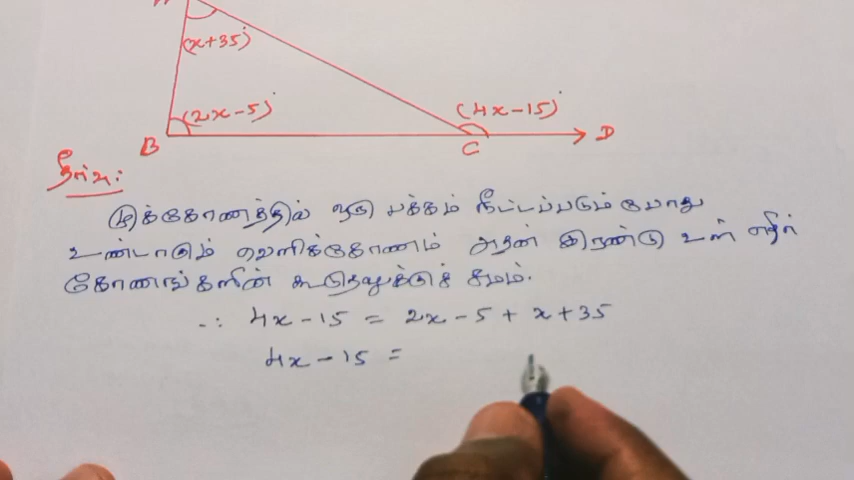 (x+35)°
(2x-5)°
(4x-15)°
B
C
D
தீர்வு:
முக்கோணத்தில் ஒரு பக்கம் நீட்டப்படும் போது
உண்டாகும் வெளிக்கோணம் அதன் இரண்டு உள் எதிர்
கோணங்களின் கூடுதலுக்குச் சமம்.
∴ 4x - 15 = 2x - 5 + x + 35
4x - 15 =